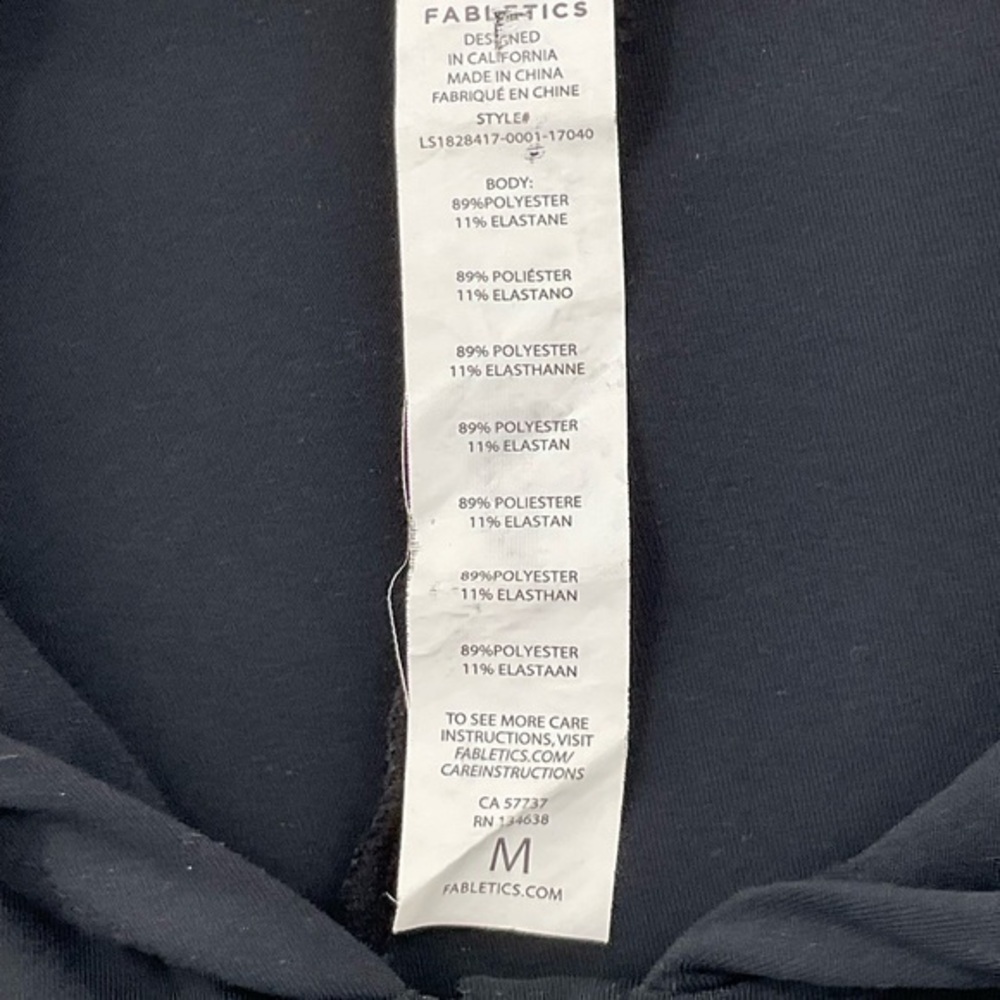 FABLETICS
DESIGNED
IN CALIFORNIA
MADE IN CHINA
FABRIQUÉ EN CHINE
STYLE#
LS1828417-0001-17040
BODY:
89%POLYESTER
11% ELASTANE
89% POLIÉSTER
11% ELASTANO
89% POLYESTER
11% ELASTHANNE
89% POLYESTER
11% ELASTAN
89% POLIESTERE
11% ELASTAN
89%POLYESTER
11% ELASTHAN
89%POLYESTER
11% ELASTAAN
TO SEE MORE CARE
INSTRUCTIONS, VISIT
FABLETICS.COM/
CAREINSTRUCTIONS
CA 57737
RN 134638
M
FABLETICS.COM